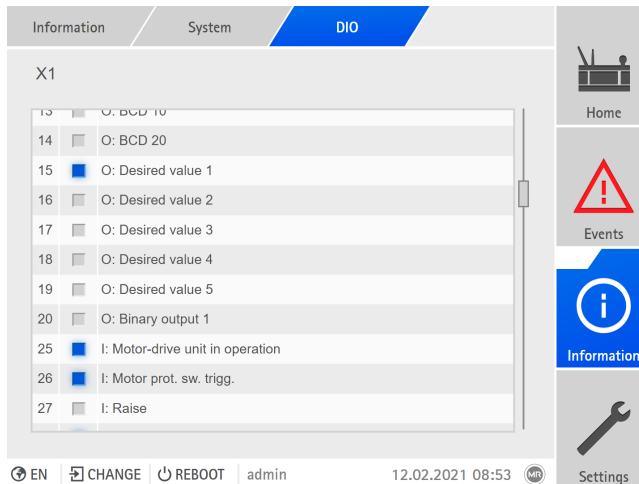 Information
System
DIO
X1
Home
13 O: BCD 10
14 O: BCD 20
15 O: Desired value 1
16 O: Desired value 2
17 O: Desired value 3
18 O: Desired value 4
19 O: Desired value 5
20 O: Binary output 1
25 I: Motor-drive unit in operation
26 I: Motor prot. sw. trigg.
27 I: Raise
Events
Information
Settings
EN CHANGE REBOOT admin 12.02.2021 08:53 MR